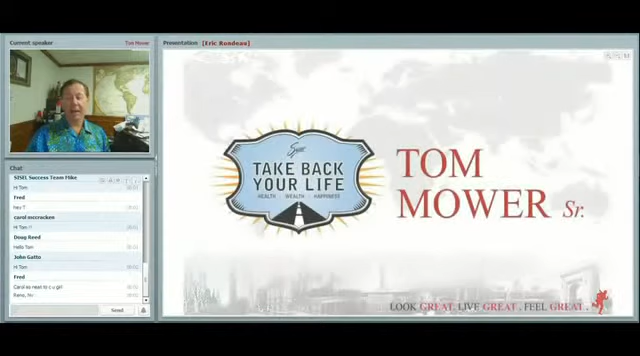 Current speaker
Tom Mower
Presentation [Eric Rondeau]
TAKE BACK
YOUR LIFE
HEALTH WEALTH HAPPINESS
TOM
MOWER Sr.
Chat
SISEL Success Team Mike
Hi Tom
Fred
Hey T
carol mccracken
Hi Tom !!
Doug Reed
Hello Tom
John Gatto
Hi Tom
Fred
Carol so neat to c u girl
Reno, Nv
Send
LOOK GREAT. LIVE GREAT. FEEL GREAT.